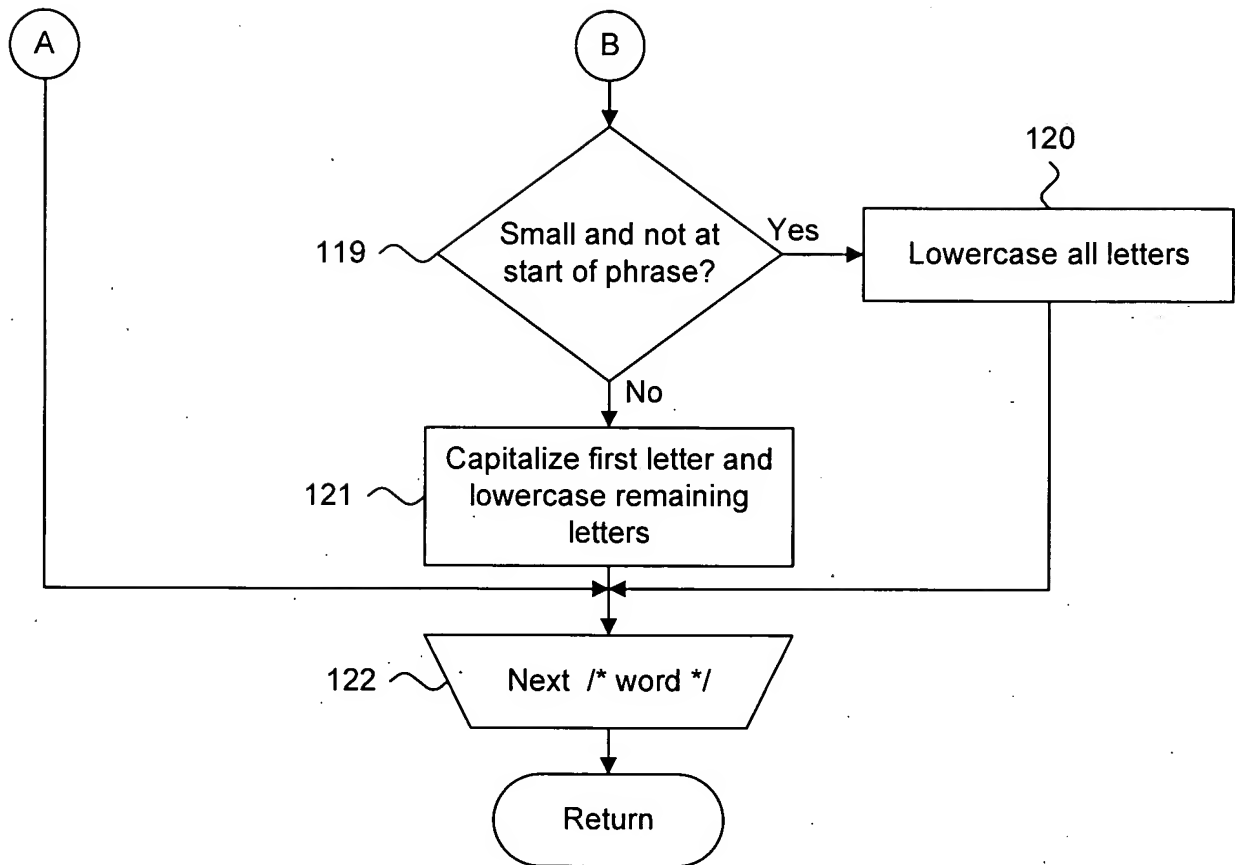 A
B
120
Small and not at
start of phrase?
119
Yes
Lowercase all letters
No
Capitalize first letter and
lowercase remaining
letters
121
122
Next /* word */
Return